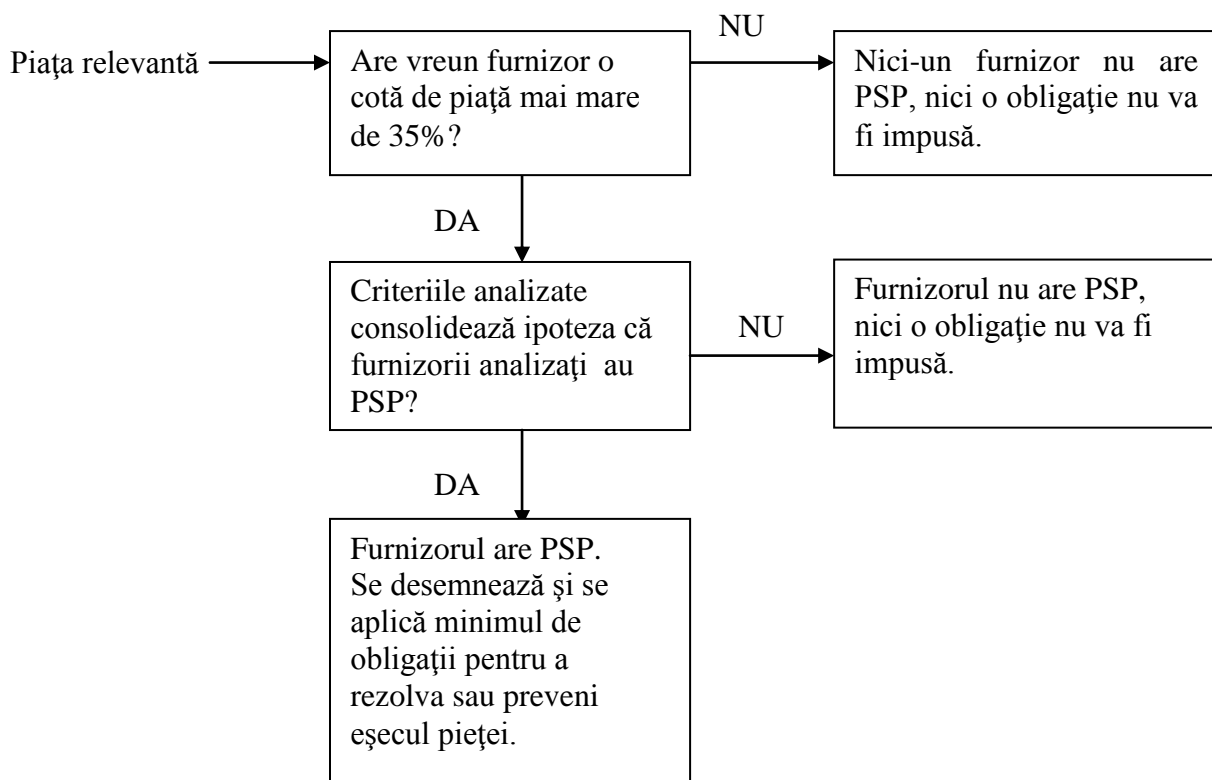 Piaţa relevantă
Are vreun furnizor o
cotă de piaţă mai mare
de 35%?
NU
Nici-un furnizor nu are
PSP, nici o obligaţie nu va
fi impusă.
DA
Criteriile analizate
consolidează ipoteza că
furnizorii analizaţi au
PSP?
NU
Furnizorul nu are PSP,
nici o obligaţie nu va fi
impusă.
DA
Furnizorul are PSP.
Se desemnează şi se
aplică minimul de
obligaţii pentru a
rezolva sau preveni
eşecul pieţei.